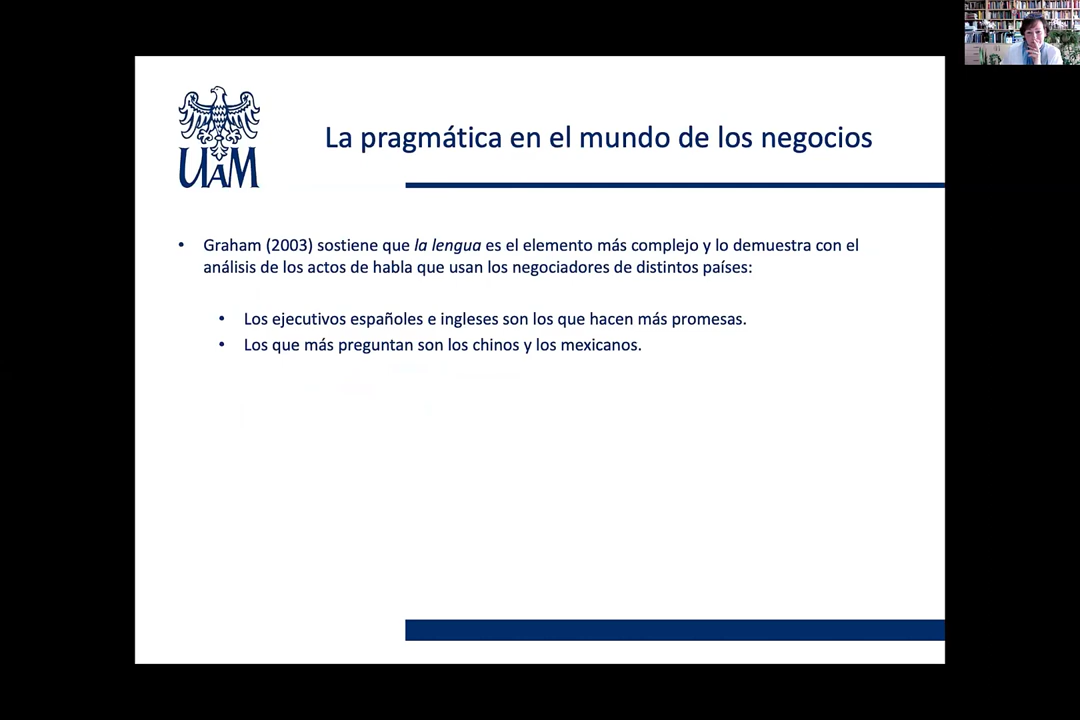 UAM
La pragmática en el mundo de los negocios
• Graham (2003) sostiene que la lengua es el elemento más complejo y lo demuestra con el
análisis de los actos de habla que usan los negociadores de distintos países:
• Los ejecutivos españoles e ingleses son los que hacen más promesas.
• Los que más preguntan son los chinos y los mexicanos.